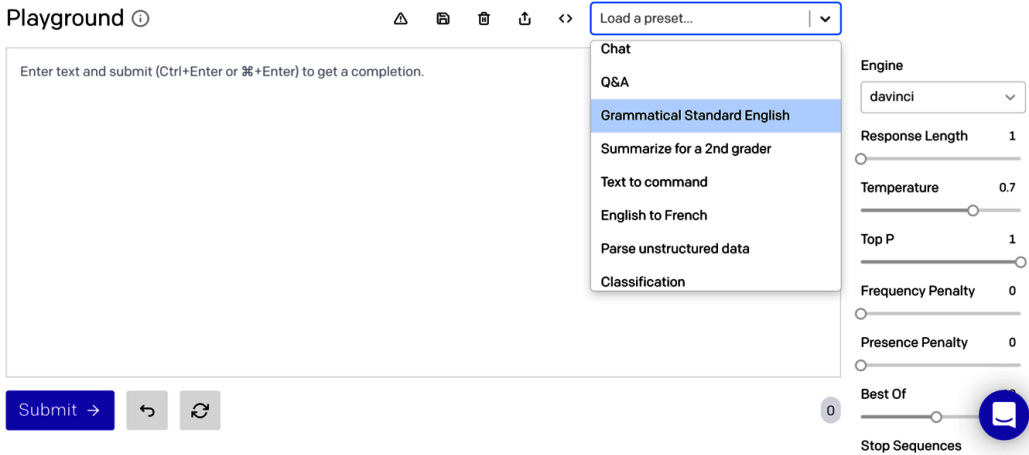 Playground
Load a preset...
Enter text and submit (Ctrl+Enter or ⌘+Enter) to get a completion.
Chat
Q&A
Grammatical Standard English
Summarize for a 2nd grader
Text to command
English to French
Parse unstructured data
Classification
Engine
davinci
Response Length 1
Temperature 0.7
Top P 1
Frequency Penalty 0
Presence Penalty 0
Best Of
Stop Sequences
Submit →
0